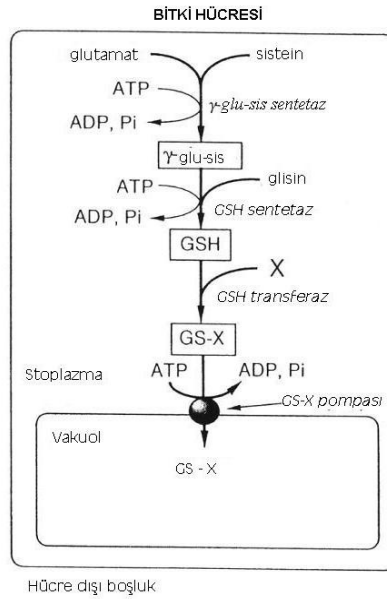 BİTKİ HÜCRESİ
glutamat
sistein
ATP
γ-glu-sis sentetaz
ADP, Pi
γ-glu-sis
ATP
glisin
ADP, Pi
GSH sentetaz
GSH
X
GSH transferaz
GS-X
Stoplazma
ATP
ADP, Pi
GS-X pompası
Vakuol
GS - X
Hücre dışı boşluk